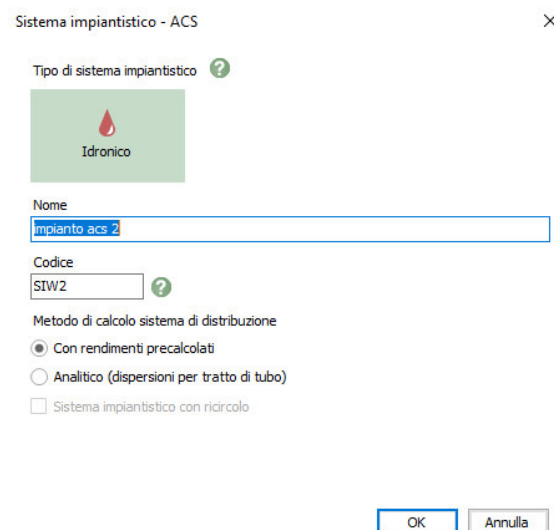 Sistema impiantistico - ACS
Tipo di sistema impiantistico ?
Idronico
Nome
impianto acs 2
Codice
SIW2 ?
Metodo di calcolo sistema di distribuzione
Con rendimenti precalcolati
Analitico (dispersioni per tratto di tubo)
Sistema impiantistico con ricircolo
OK Annulla